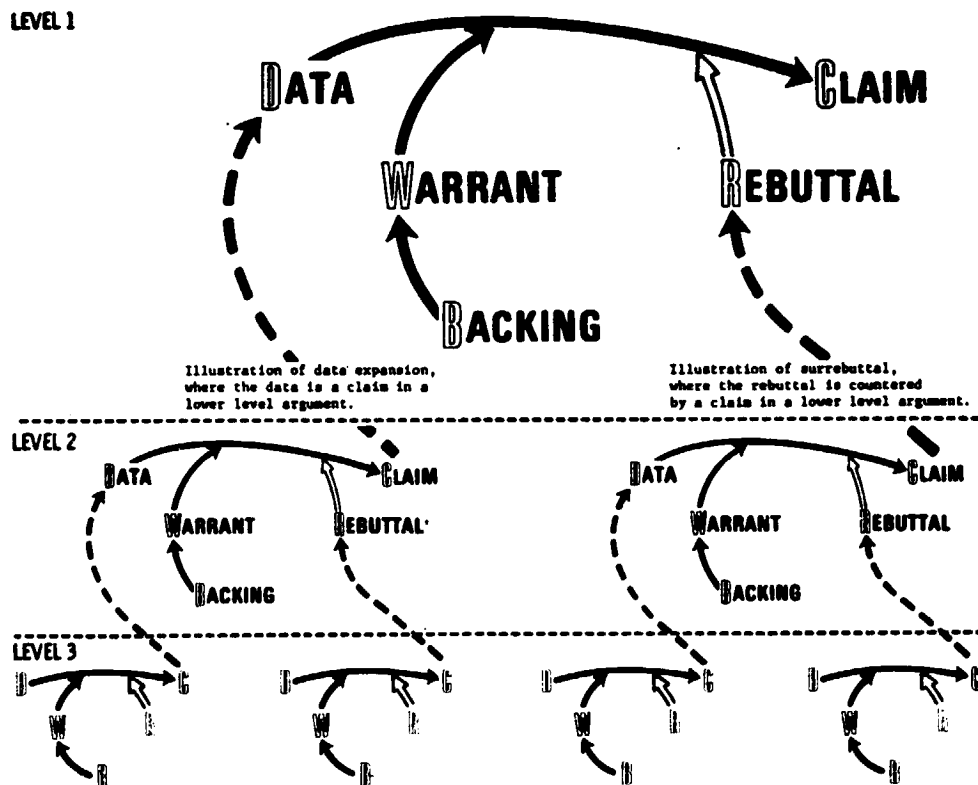 LEVEL 1
DATA
CLAIM
WARRANT
REBUTTAL
BACKING
Illustration of data expansion,
where the data is a claim in a
lower level argument.
Illustration of surrebuttal,
where the rebuttal is countered
by a claim in a lower level argument.
LEVEL 2
DATA
CLAIM
DATA
CLAIM
WARRANT
REBUTTAL
WARRANT
REBUTTAL
BACKING
BACKING
LEVEL 3
D
C
D
C
D
C
D
C
W
R
W
R
W
R
W
R
B
B
B
B